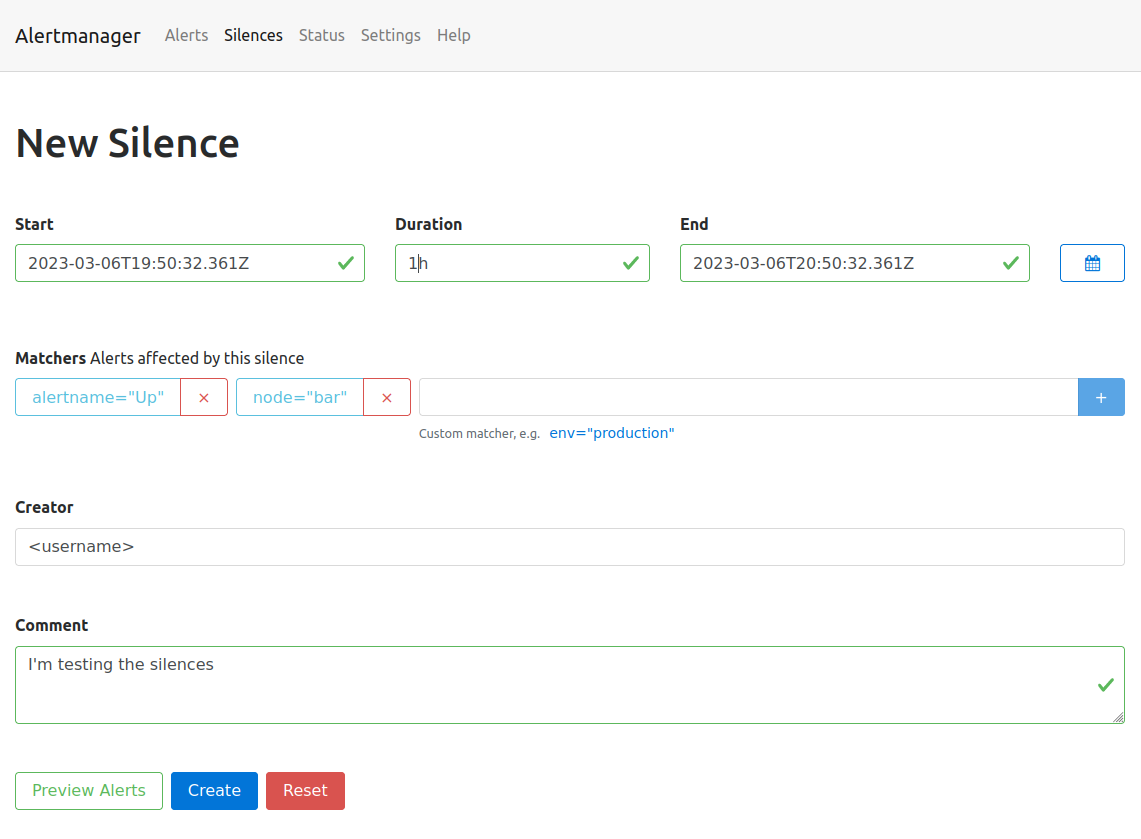 Alertmanager Alerts Silences Status Settings Help
New Silence
Start Duration End
2023-03-06T19:50:32.361Z 1h 2023-03-06T20:50:32.361Z
Matchers Alerts affected by this silence
alertname="Up" × node="bar" × +
Custom matcher, e.g. env="production"
Creator
<username>
Comment
I'm testing the silences
Preview Alerts Create Reset